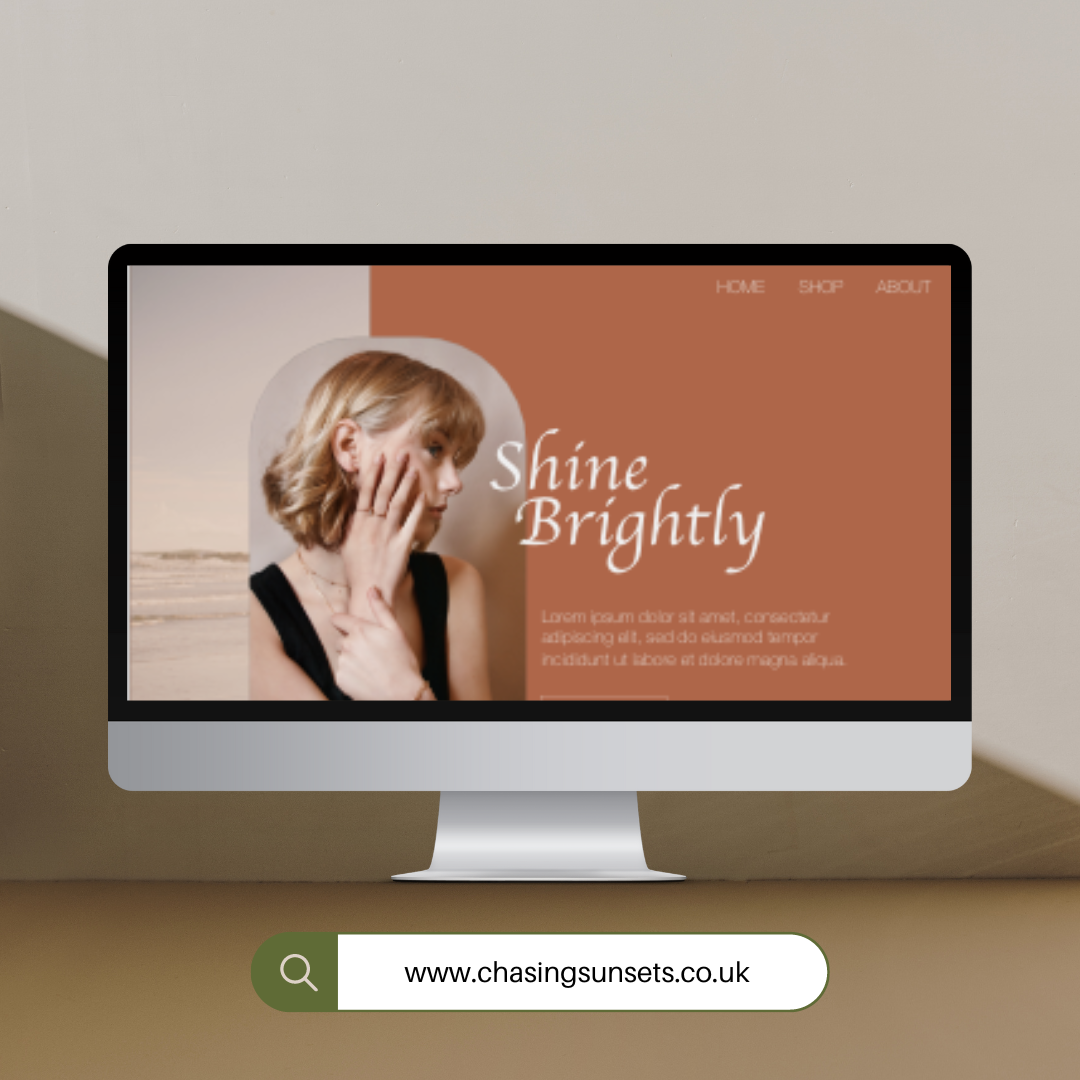 HOME SHOP ABOUT
Shine
Brightly
Lorem ipsum dolor sit amet, consectetur
adipiscing elit, sed do eiusmod tempor
incididunt ut labore et dolore magna aliqua.
www.chasingsunsets.co.uk